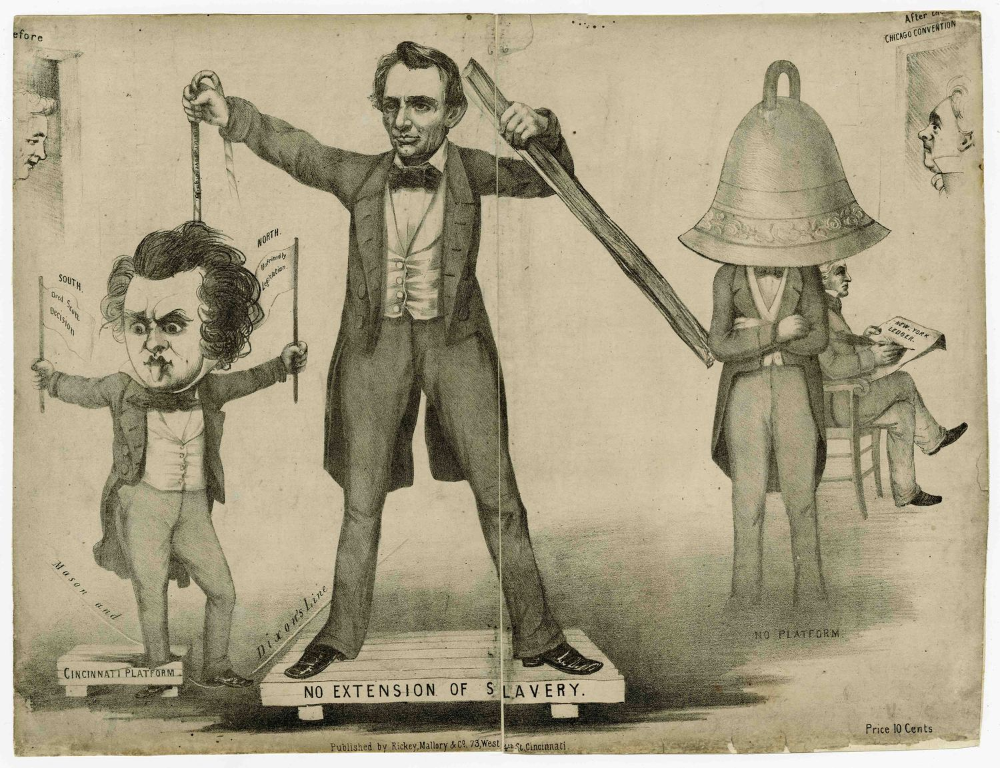 efore
After the
CHICAGO CONVENTION
SOUTH.
Dred Scott
Decision
NORTH.
Unfriendly
Legislation.
NEW-YORK
LEDGER.
Mason and
Dixon's Line
CINCINNATI PLATFORM
NO EXTENSION OF SLAVERY.
NO PLATFORM.
Price 10 Cents
Published by Rickey, Mallory & Co., 73, West 4th St. Cincinnati.